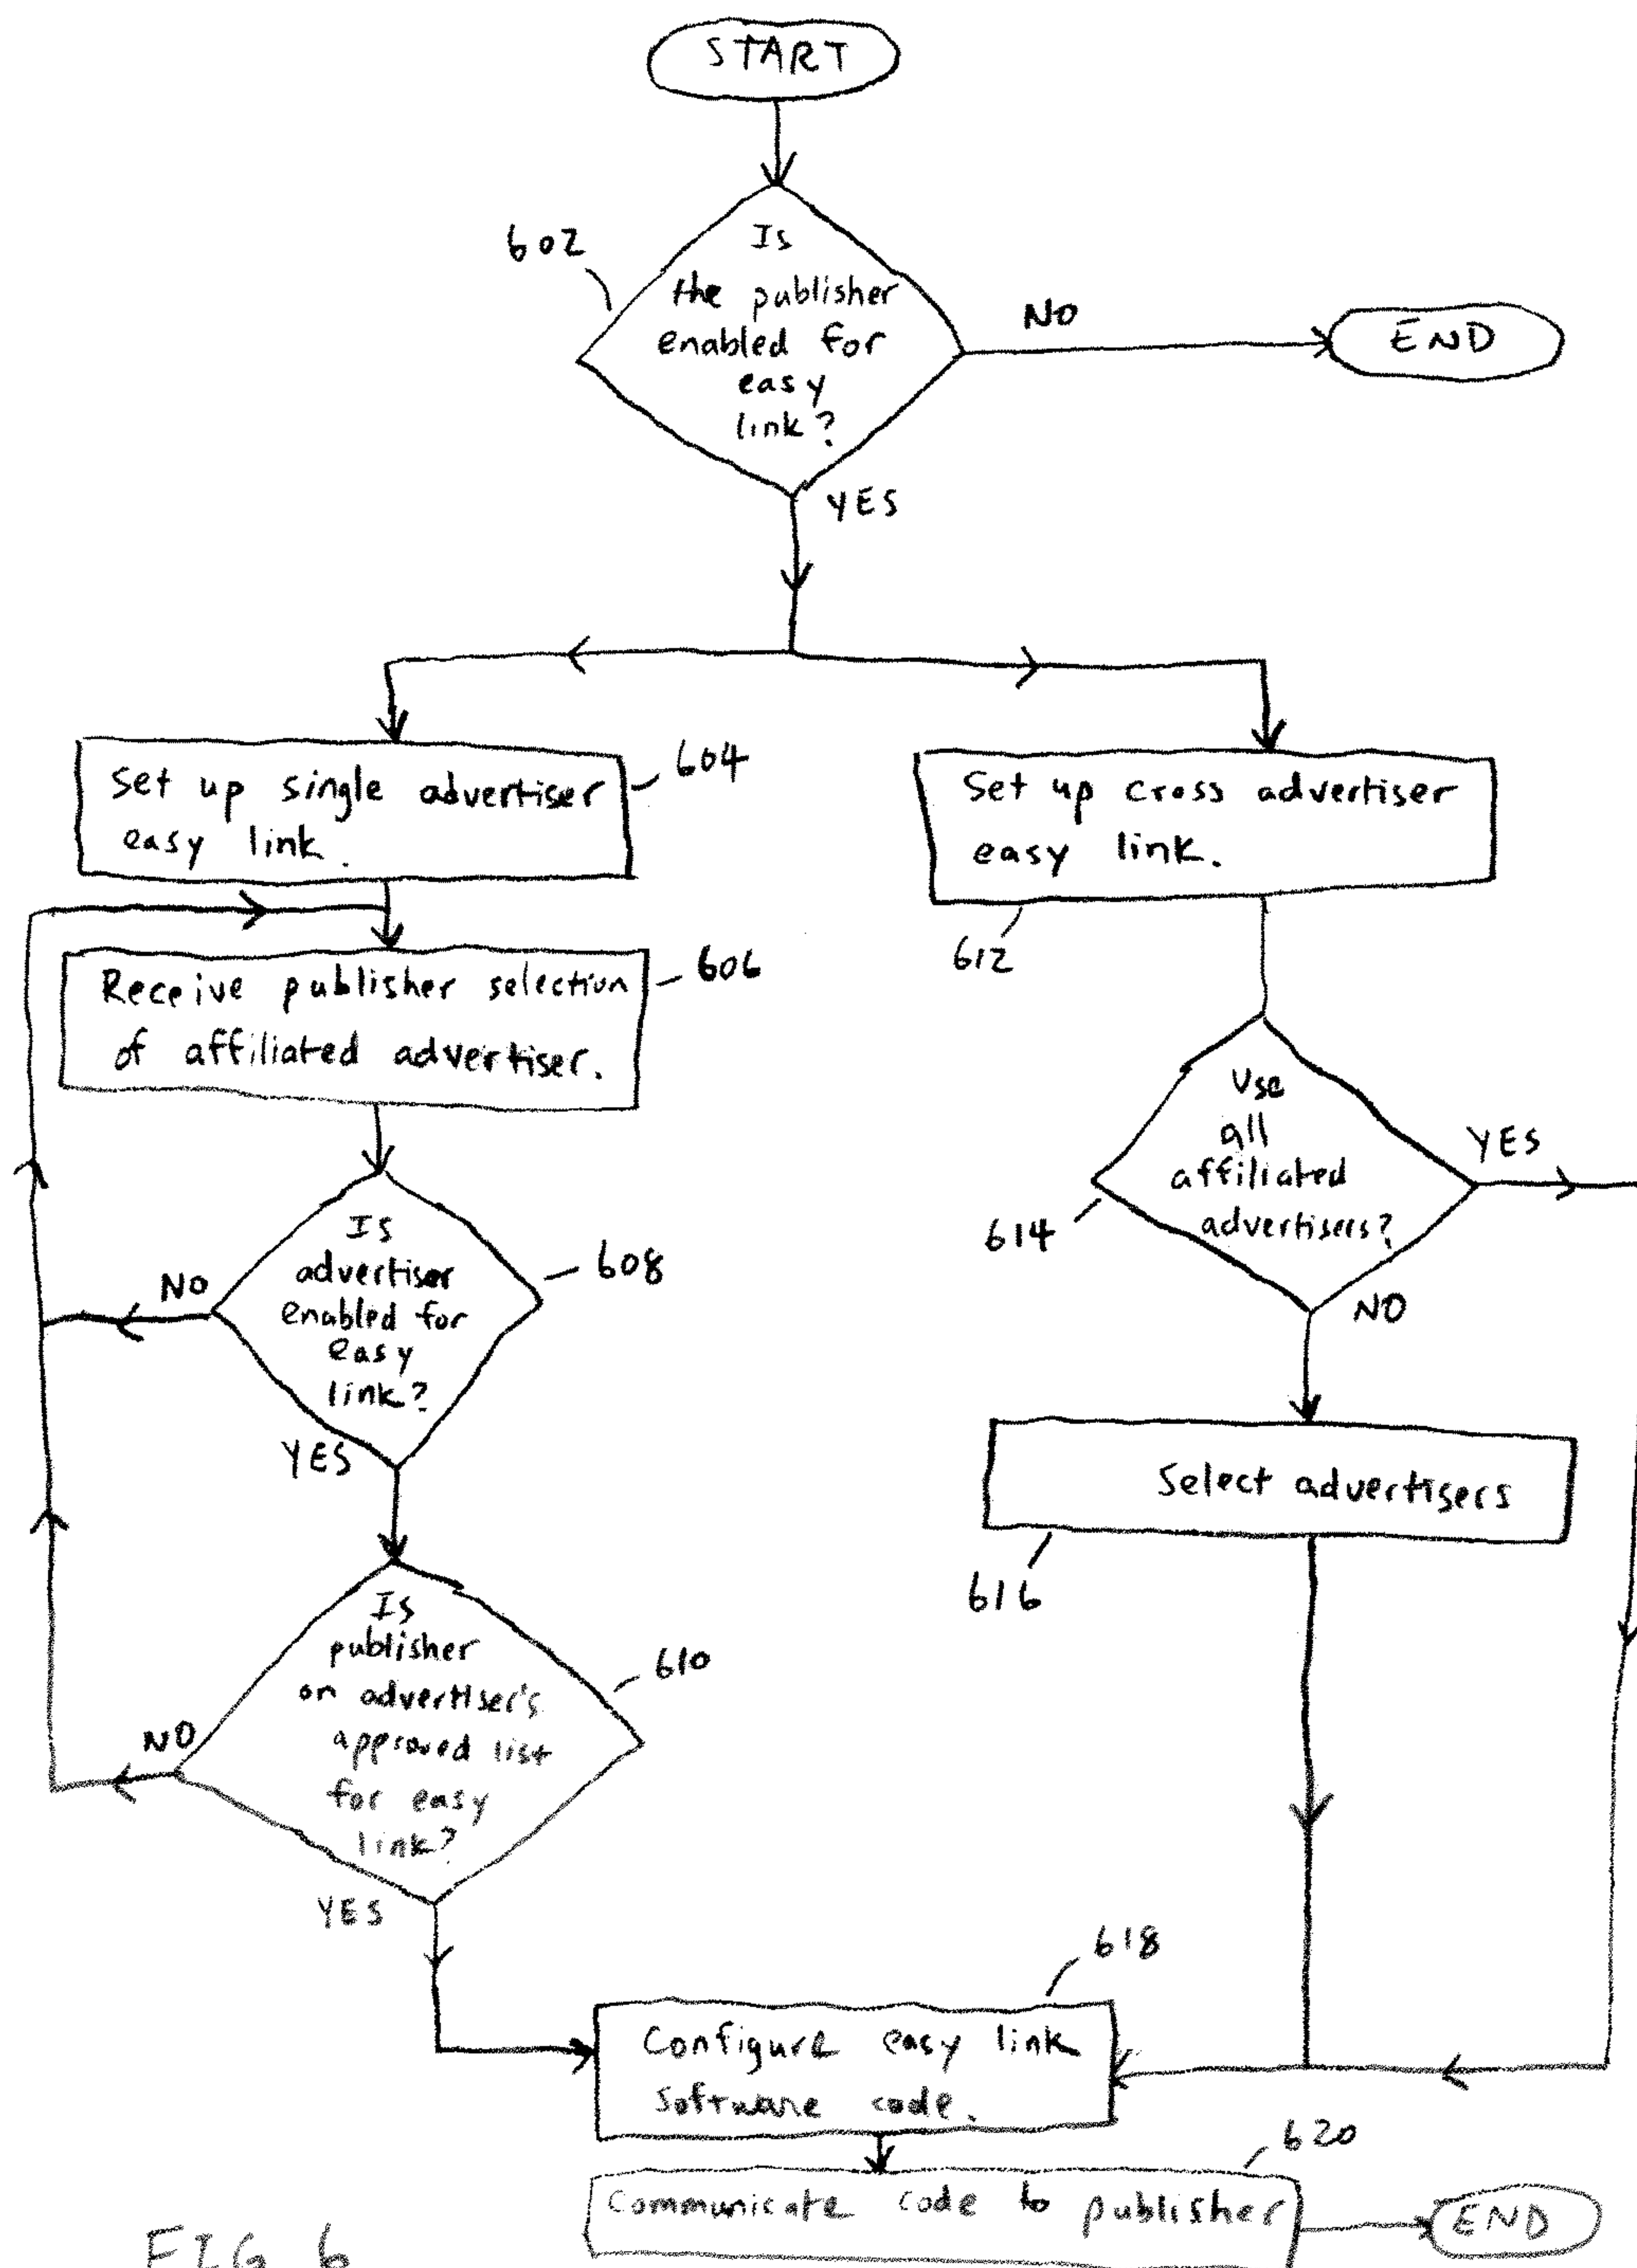 START
602
Is
the publisher
enabled for
easy
link?
NO
END
YES
Set up single advertiser
easy link.
604
Set up cross advertiser
easy link.
612
Receive publisher selection
of affiliated advertiser.
606
Use
all
affiliated
advertisers?
YES
614
NO
Is
advertiser
enabled for
easy
link?
NO
608
YES
Select advertisers
616
Is
publisher
on advertiser's
approved list
for easy
link?
610
NO
YES
618
Configure easy link
software code.
620
Communicate code to publisher
END
FIG 6